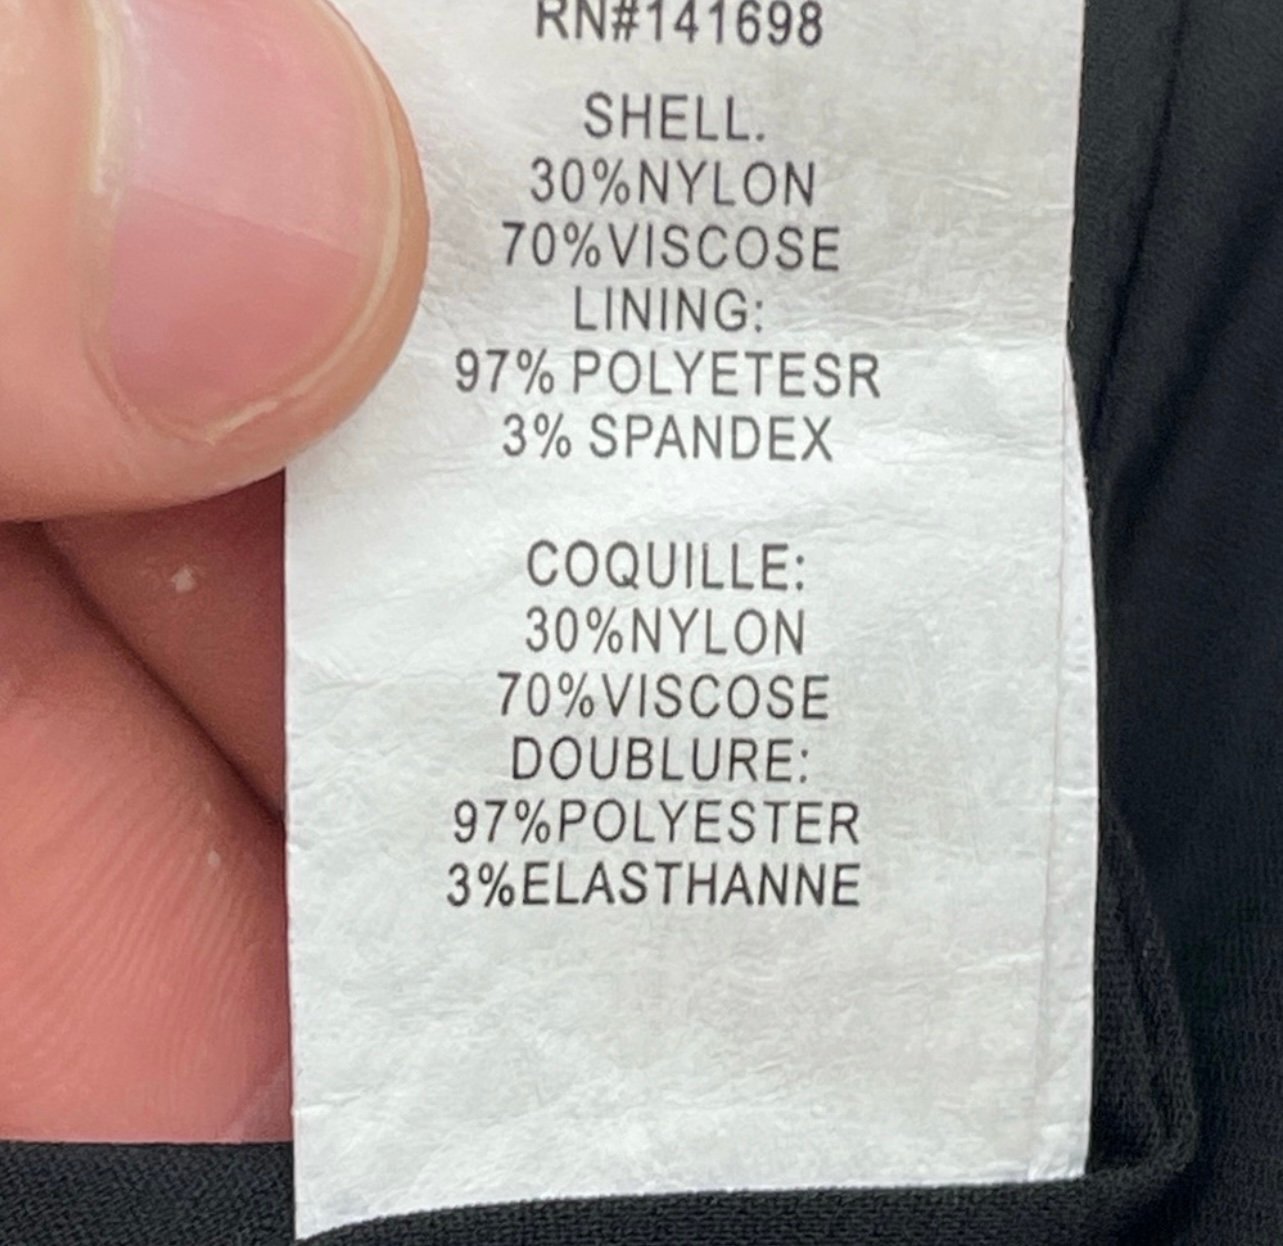 RN#141698
SHELL.
30%NYLON
70%VISCOSE
LINING:
97% POLYETESR
3% SPANDEX
COQUILLE:
30%NYLON
70%VISCOSE
DOUBLURE:
97%POLYESTER
3%ELASTHANNE